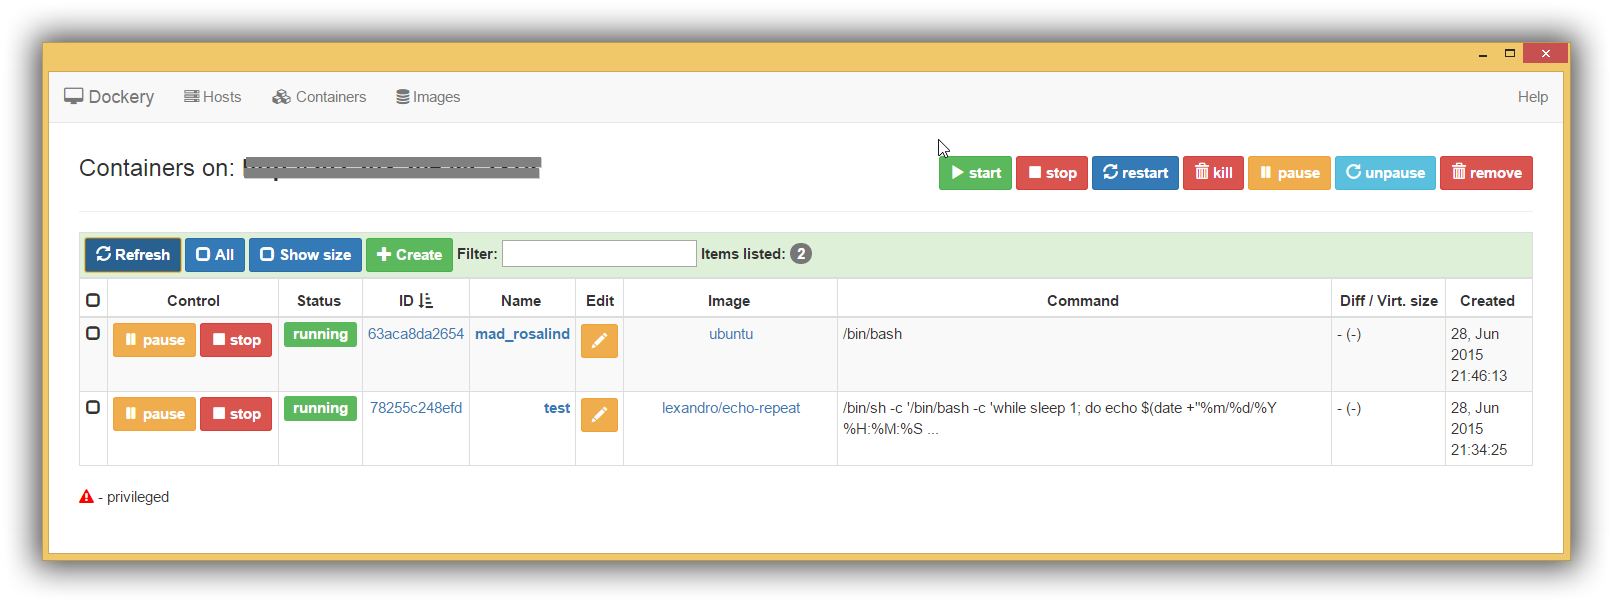 Dockery Hosts Containers Images Help
Containers on:
start stop restart kill pause unpause remove
Refresh All Show size Create Filter: Items listed: 2
Control Status ID Name Edit Image Command Diff / Virt. size Created
pause stop running 63aca8da2654 mad_rosalind ubuntu /bin/bash - (-) 28, Jun
2015
21:46:13
pause stop running 78255c248efd test lexandro/echo-repeat /bin/sh -c '/bin/bash -c 'while sleep 1; do echo $(date +"%m/%d/%Y - (-) 28, Jun
%H:%M:%S ... 2015
21:34:25
- privileged